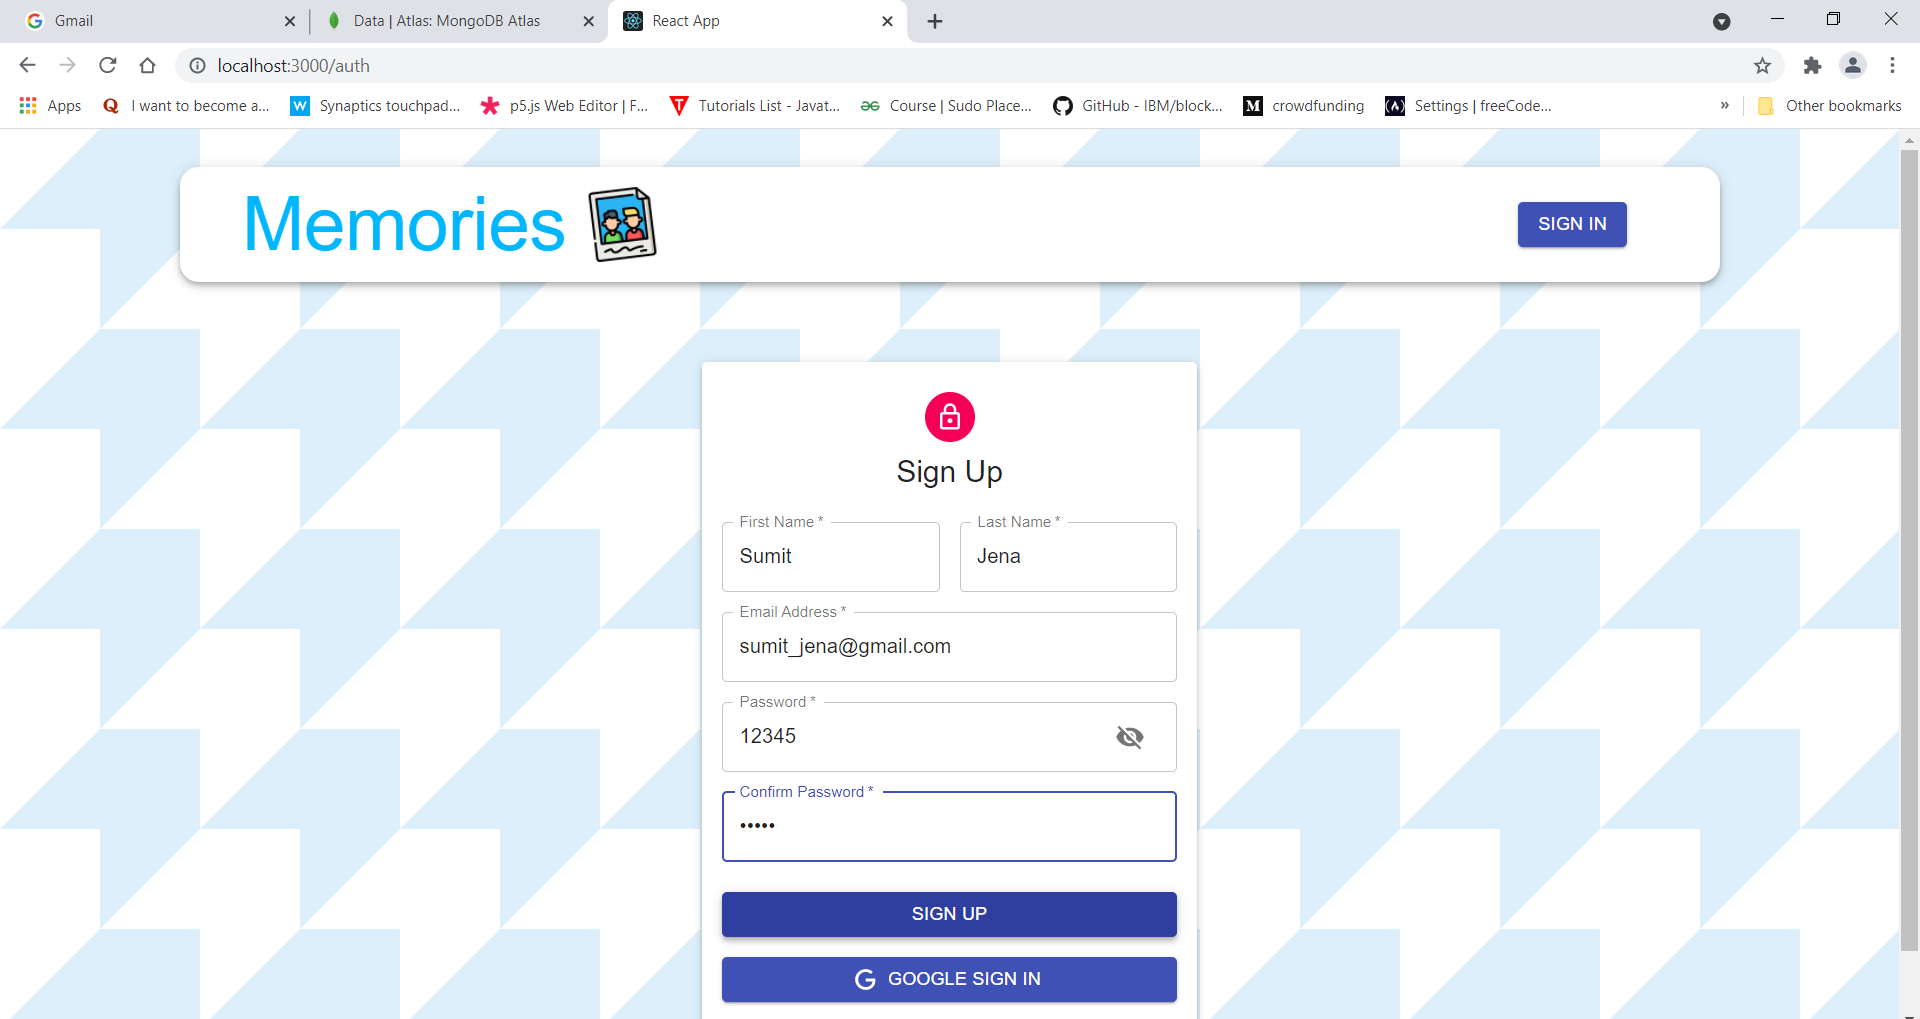 Gmail
Data | Atlas: MongoDB Atlas
React App
localhost:3000/auth
Apps
I want to become a...
Synaptics touchpad...
p5.js Web Editor | F...
Tutorials List - Javat...
Course | Sudo Place...
GitHub - IBM/block...
crowdfunding
Settings | freeCode...
»
Other bookmarks
Memories
SIGN IN
Sign Up
First Name *
Last Name *
Sumit
Jena
Email Address *
sumit_jena@gmail.com
Password *
12345
Confirm Password *
•••••
SIGN UP
GOOGLE SIGN IN